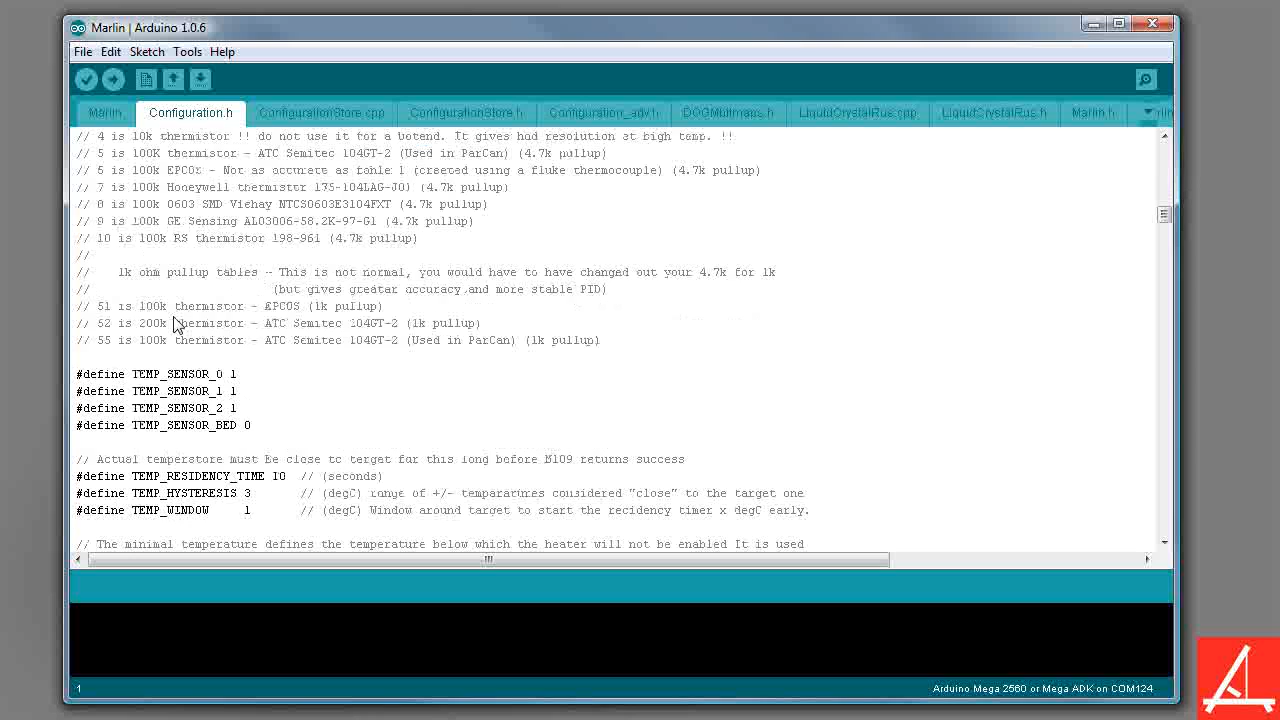 Marlin | Arduino 1.0.6
File Edit Sketch Tools Help
Marlin Configuration.h ConfigurationStore.cpp ConfigurationStore.h Configuration_adv.h DOGMbitmaps.h LiquidCrystalRus.cpp LiquidCrystalRus.h Marlin.h
// 4 is 10k thermistor !! do not use it for a hotend. It gives bad resolution at high temp. !!
// 5 is 100K thermistor - ATC Semitec 104GT-2 (Used in ParCan) (4.7k pullup)
// 6 is 100k EPCOS - Not as accurate as table 1 (created using a fluke thermocouple) (4.7k pullup)
// 7 is 100k Honeywell thermistor 135-104LAG-J01 (4.7k pullup)
// 8 is 100k 0603 SMD Vishay NTCS0603E3104FXT (4.7k pullup)
// 9 is 100k GE Sensing AL03006-58.2K-97-G1 (4.7k pullup)
// 10 is 100k RS thermistor 198-961 (4.7k pullup)
//
// 1k ohm pullup tables - This is not normal, you would have to have changed out your 4.7k for 1k
// (but gives greater accuracy and more stable PID)
// 51 is 100k thermistor - EPCOS (1k pullup)
// 52 is 200k thermistor - ATC Semitec 104GT-2 (1k pullup)
// 55 is 100k thermistor - ATC Semitec 104GT-2 (Used in ParCan) (1k pullup)
#define TEMP_SENSOR_0 1
#define TEMP_SENSOR_1 1
#define TEMP_SENSOR_2 1
#define TEMP_SENSOR_BED 0
// Actual temperature must be close to target for this long before M109 returns success
#define TEMP_RESIDENCY_TIME 10 // (seconds)
#define TEMP_HYSTERESIS 3 // (degC) range of +/- temperatures considered "close" to the target one
#define TEMP_WINDOW 1 // (degC) Window around target to start the recidency timer x degC early.
// The minimal temperature defines the temperature below which the heater will not be enabled It is used
1
Arduino Mega 2560 or Mega ADK on COM124